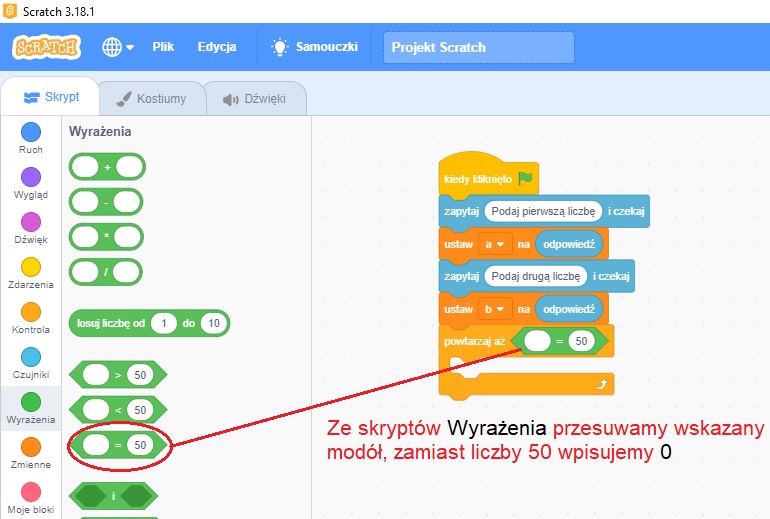 Scratch 3.18.1
SCRATCH Plik Edycja Samouczki Projekt Scratch
Skrypt Kostiumy Dźwięki
Ruch
Wygląd
Dźwięk
Zdarzenia
Kontrola
Czujniki
Wyrażenia
Zmienne
Moje bloki
Wyrażenia
+
-
*
/
losuj liczbę od 1 do 10
> 50
< 50
= 50
i
kiedy kliknięto
zapytaj Podaj pierwszą liczbę i czekaj
ustaw a na odpowiedź
zapytaj Podaj drugą liczbę i czekaj
ustaw b na odpowiedź
powtarzaj aż = 50
Ze skryptów Wyrażenia przesuwamy wskazany
modół, zamiast liczby 50 wpisujemy 0